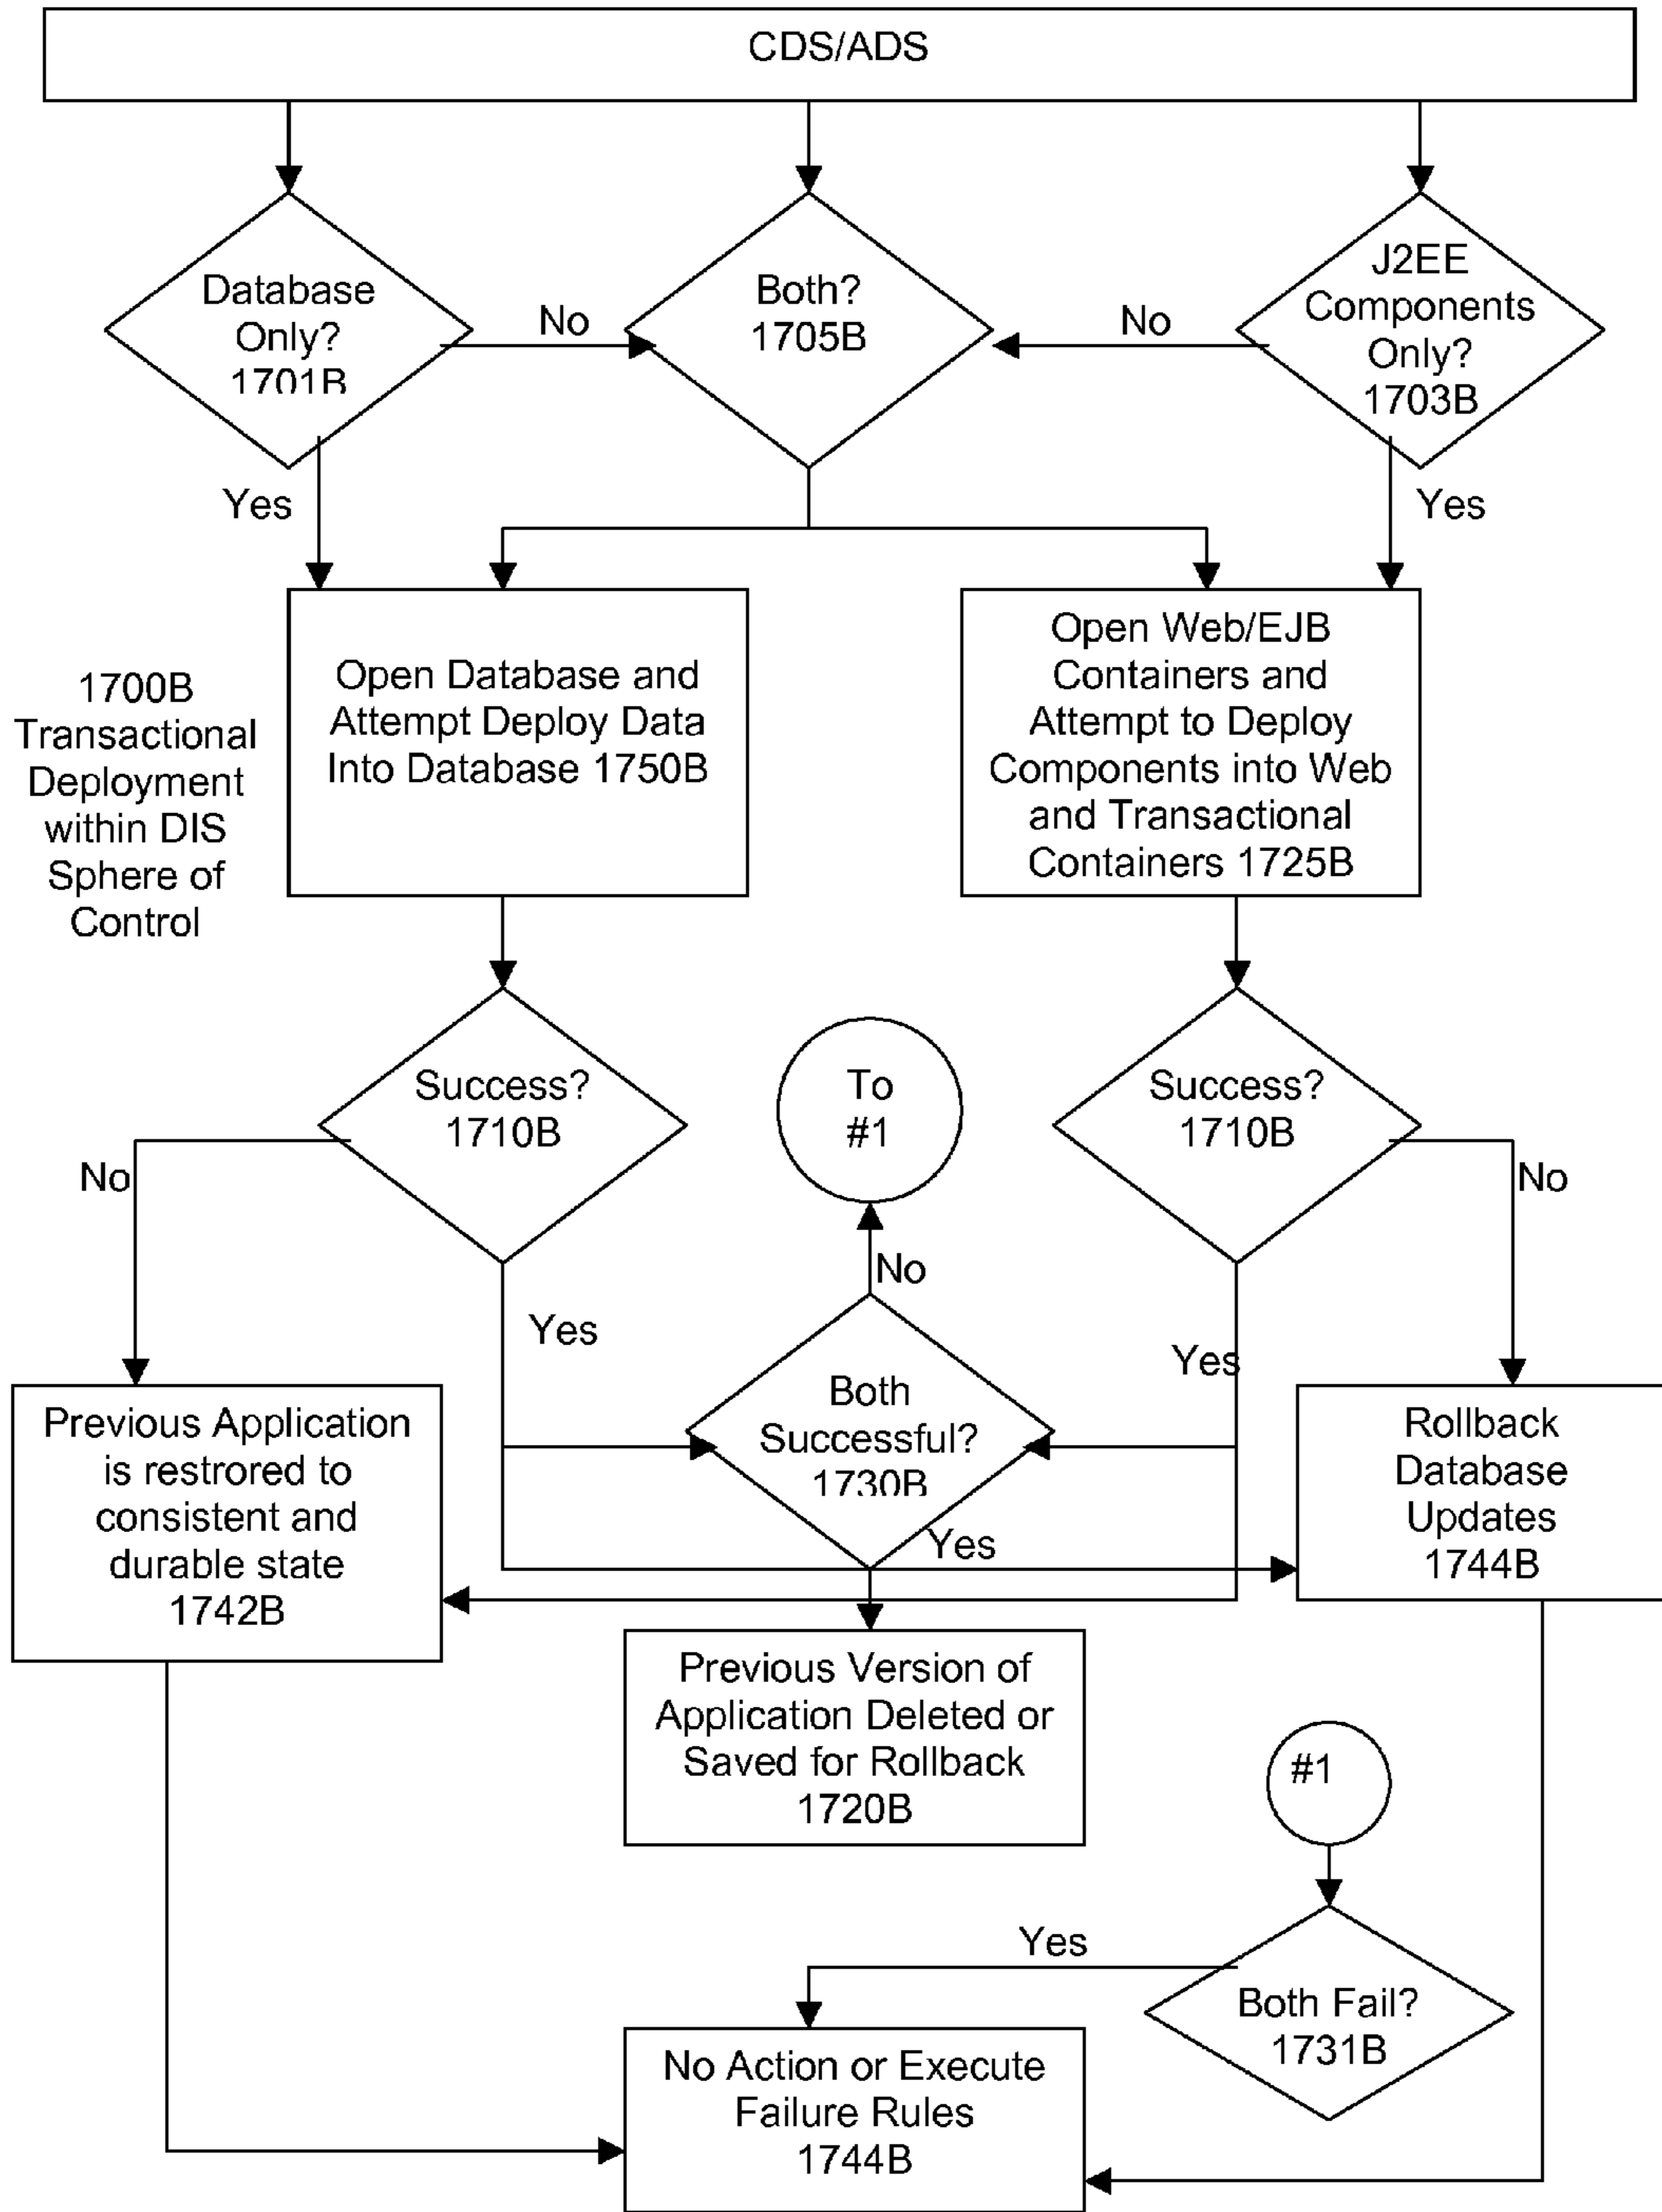 CDS/ADS
Database
Only?
1701B
No
Both?
1705B
No
J2EE
Components
Only?
1703B
Yes
Yes
1700B
Transactional
Deployment
within DIS
Sphere of
Control
Open Database and
Attempt Deploy Data
Into Database 1750B
Open Web/EJB
Containers and
Attempt to Deploy
Components into Web
and Transactional
Containers 1725B
Success?
1710B
To
#1
Success?
1710B
No
No
No
Yes
Yes
Previous Application
is restrored to
consistent and
durable state
1742B
Both
Successful?
1730B
Yes
Rollback
Database
Updates
1744B
Previous Version of
Application Deleted or
Saved for Rollback
1720B
#1
Yes
Both Fail?
1731B
No Action or Execute
Failure Rules
1744B